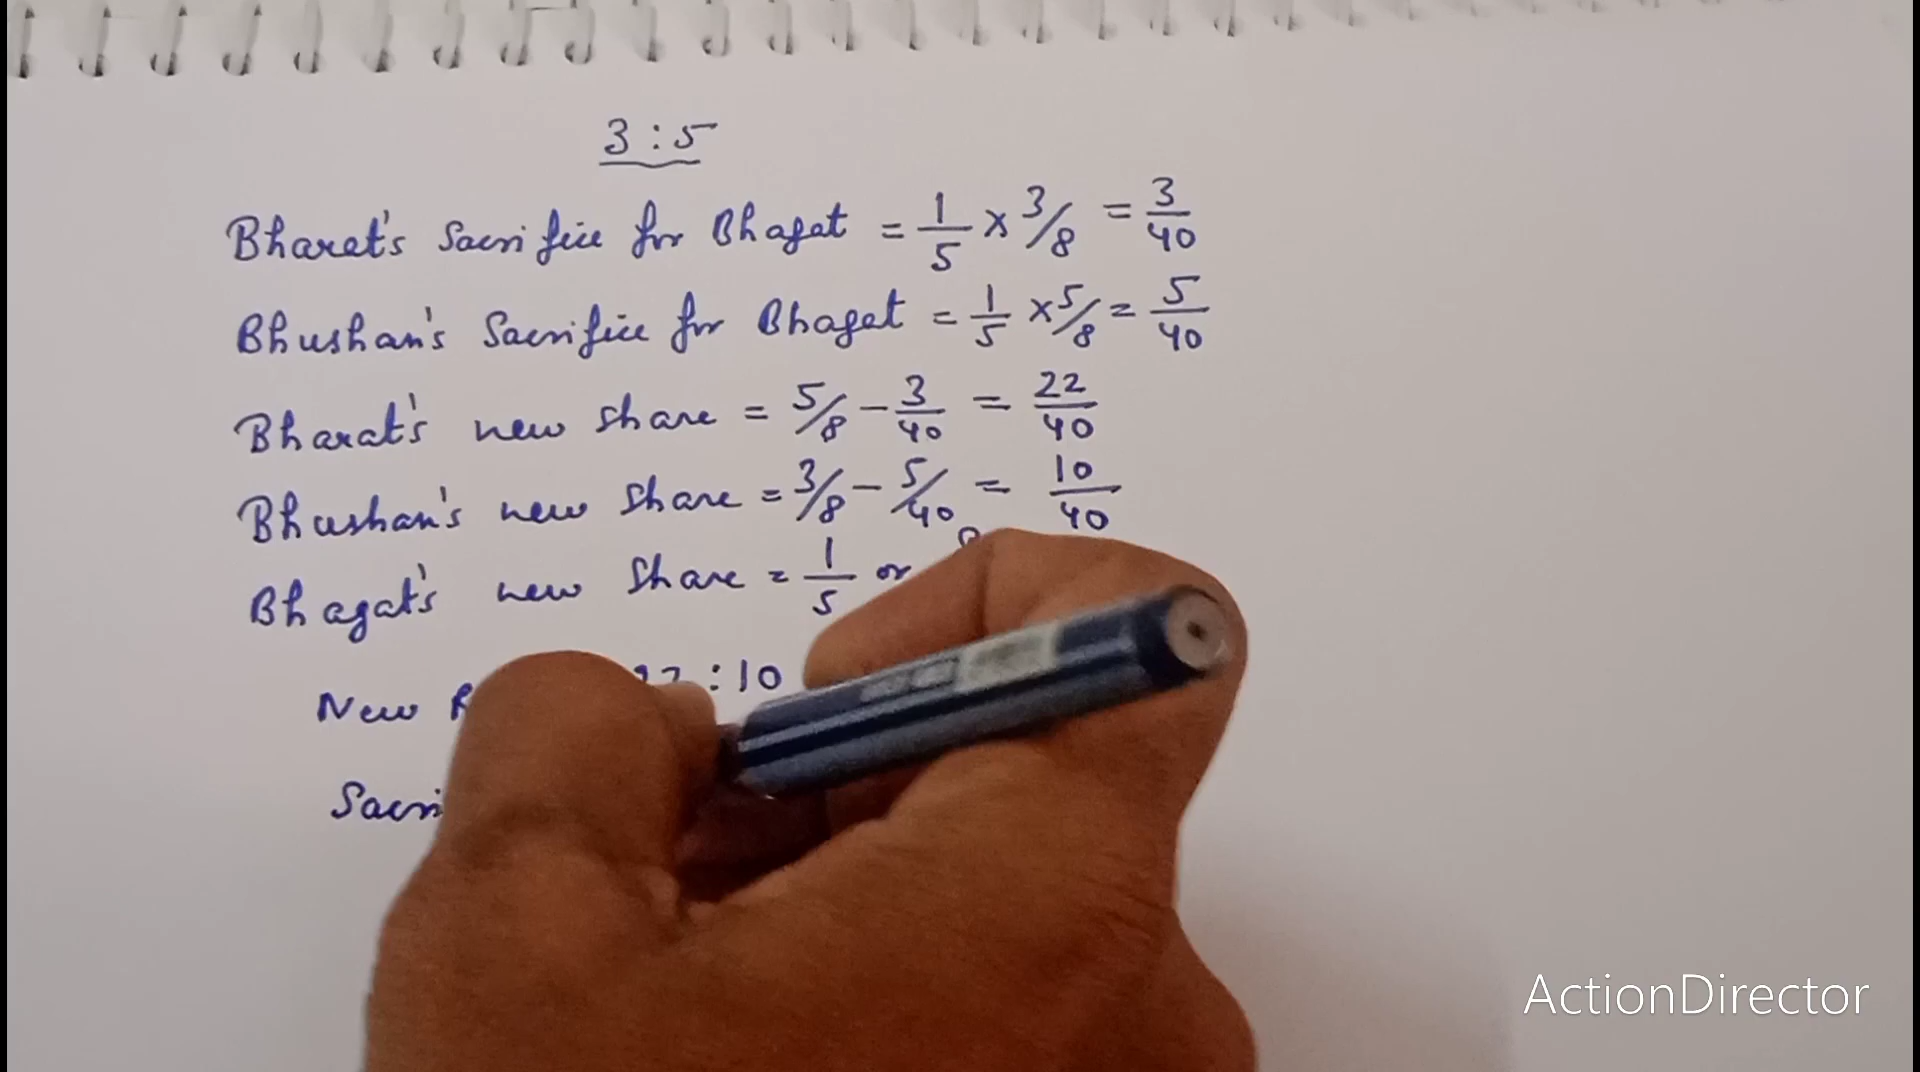 3 : 5
Bharat's Sacrifice for Bhagat = 1/5 × 3/8 = 3/40
Bhushan's Sacrifice for Bhagat = 1/5 × 5/8 = 5/40
Bharat's new share = 5/8 − 3/40 = 22/40
Bhushan's new share = 3/8 − 5/40 = 10/40
Bhagat's new share = 1/5 or
New : 10
ActionDirector